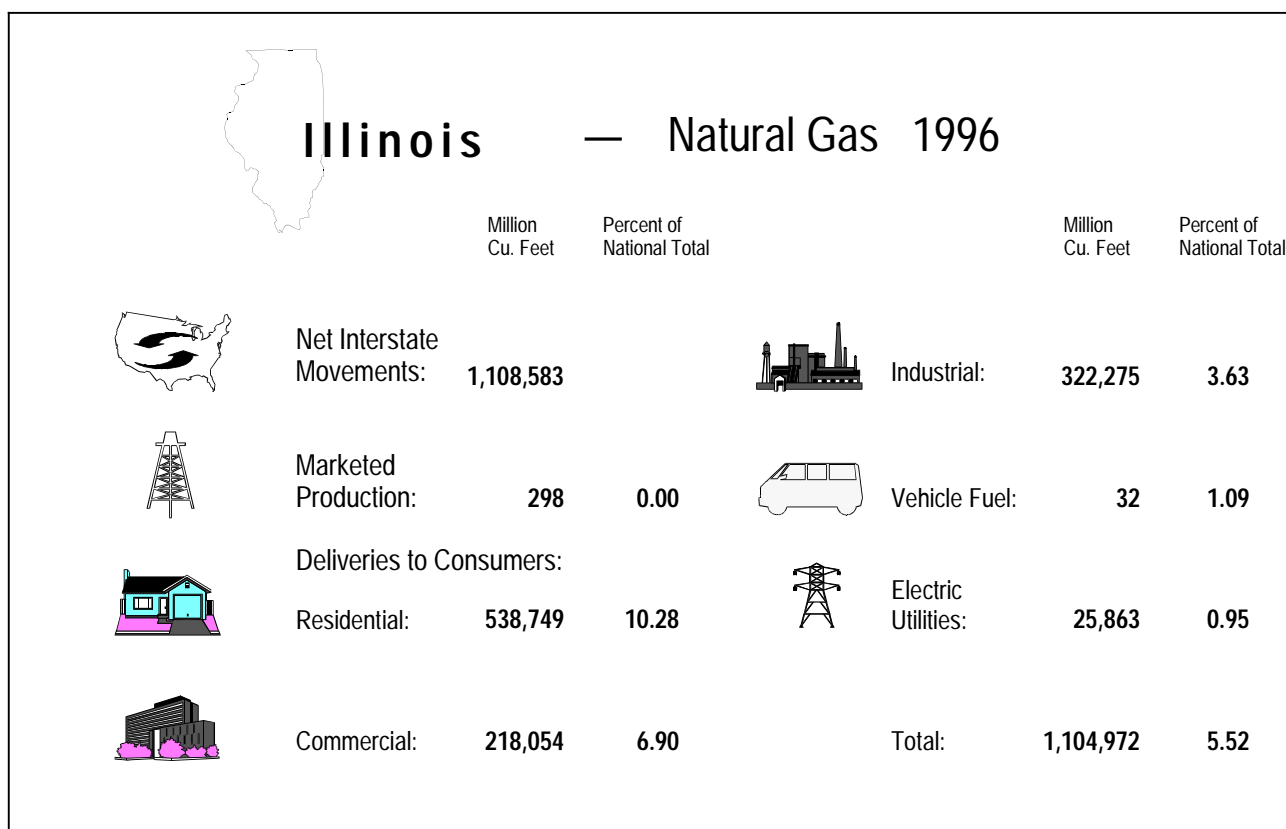 Illinois — Natural Gas 1996
Million Percent of Million Percent of
Cu. Feet National Total Cu. Feet National Total
Net Interstate
Movements: 1,108,583
Industrial: 322,275 3.63
Marketed
Production: 298 0.00
Vehicle Fuel: 32 1.09
Deliveries to Consumers:
Residential: 538,749 10.28
Electric
Utilities: 25,863 0.95
Commercial: 218,054 6.90
Total: 1,104,972 5.52